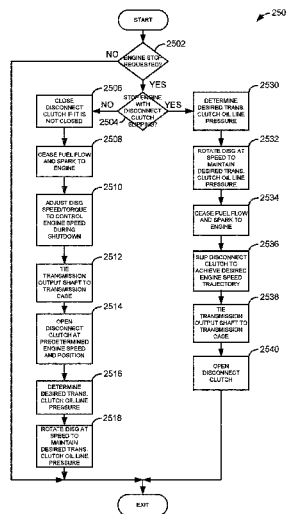 250
START
2502
ENGINE STOP
REQUESTED?
NO
YES
2504
STOP ENGINE
WITH
DISCONNECT
CLUTCH
SLIPPING?
NO
YES
2506
CLOSE
DISCONNECT
CLUTCH IF IT IS
NOT CLOSED
2508
CEASE FUEL FLOW
AND SPARK TO
ENGINE
2510
ADJUST DISG
SPEED/TORQUE
TO CONTROL
ENGINE SPEED
DURING
SHUTDOWN
2512
TIE
TRANSMISSION
OUTPUT SHAFT TO
TRANSMISSION
CASE
2514
OPEN
DISCONNECT
CLUTCH AT
PREDETERMINED
ENGINE SPEED
AND POSITION
2516
DETERMINE
DESIRED TRANS.
CLUTCH OIL LINE
PRESSURE
2518
ROTATE DISG AT
SPEED TO
MAINTAIN
DESIRED TRANS.
CLUTCH OIL LINE
PRESSURE
2530
DETERMINE
DESIRED TRANS.
CLUTCH OIL LINE
PRESSURE
2532
ROTATE DISG AT
SPEED TO
MAINTAIN
DESIRED TRANS.
CLUTCH OIL LINE
PRESSURE
2534
CEASE FUEL FLOW
AND SPARK TO
ENGINE
2536
SLIP DISCONNECT
CLUTCH TO
ACHIEVE DESIRED
ENGINE SPEED
TRAJECTORY
2538
TIE
TRANSMISSION
OUTPUT SHAFT TO
TRANSMISSION
CASE
2540
OPEN
DISCONNECT
CLUTCH
EXIT